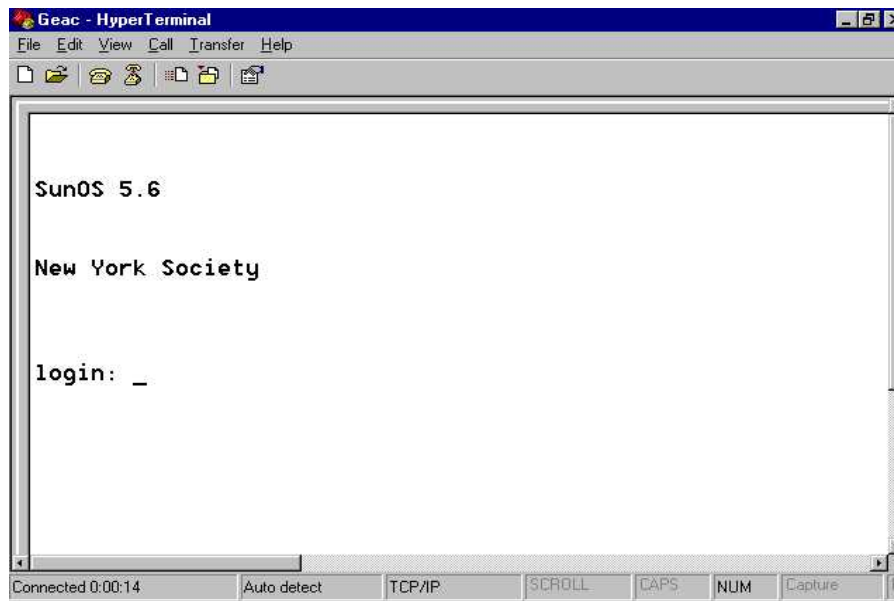 Geac - HyperTerminal
File Edit View Call Transfer Help
SunOS 5.6
New York Society
login: _
Connected 0:00:14 Auto detect TCP/IP SCROLL CAPS NUM Capture